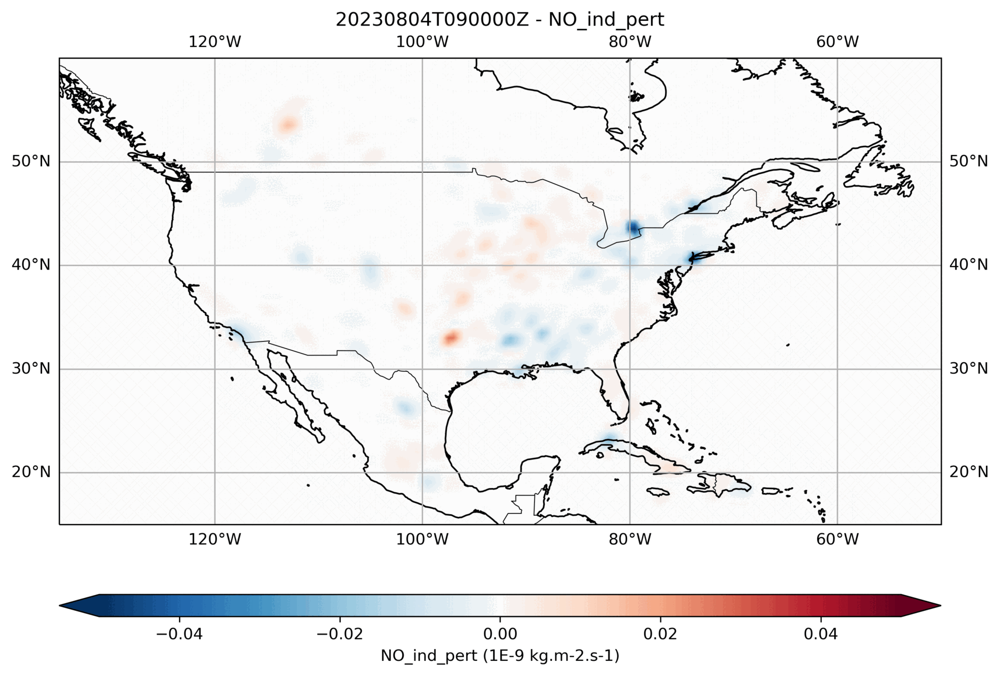 20230804T090000Z - NO_ind_pert
120°W 100°W 80°W 60°W
50°N 50°N
40°N 40°N
30°N 30°N
20°N 20°N
120°W 100°W 80°W 60°W
−0.04 −0.02 0.00 0.02 0.04
NO_ind_pert (1E-9 kg.m-2.s-1)